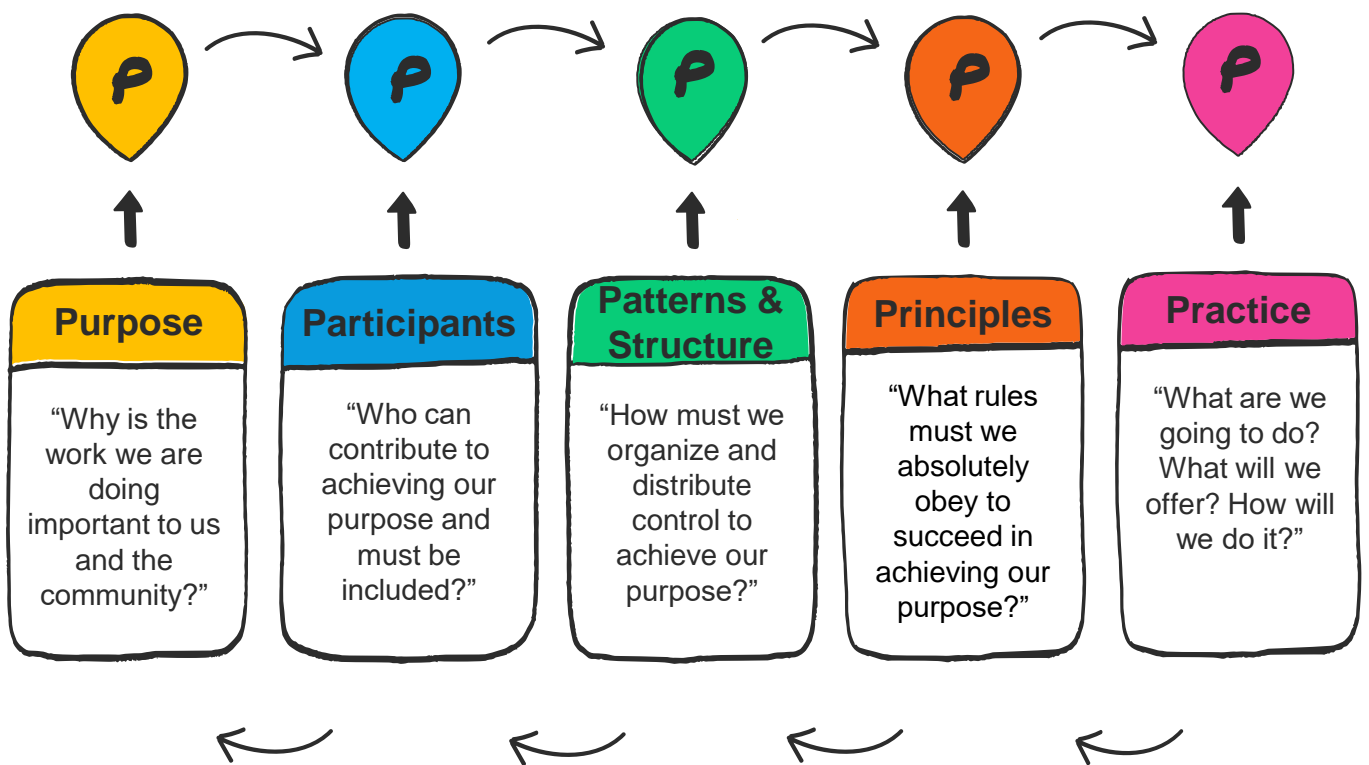 P
P
P
P
P
Purpose
“Why is the
work we are
doing
important to us
and the
community?”
Participants
“Who can
contribute to
achieving our
purpose and
must be
included?”
Patterns &
Structure
“How must we
organize and
distribute
control to
achieve our
purpose?”
Principles
“What rules
must we
absolutely
obey to
succeed in
achieving our
purpose?”
Practice
“What are we
going to do?
What will we
offer? How will
we do it?”